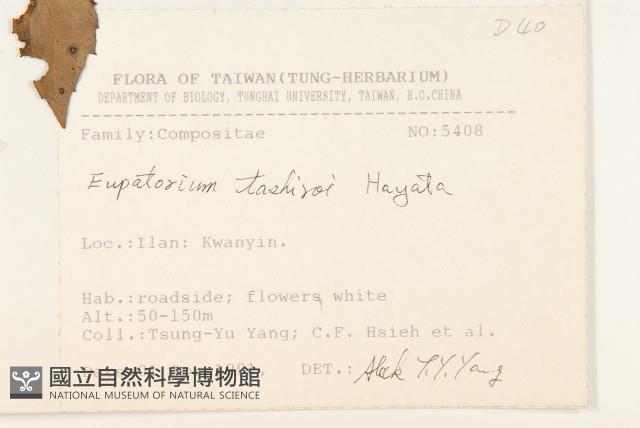 D40
FLORA OF TAIWAN(TUNG-HERBARIUM)
DEPARTMENT OF BIOLOGY, TUNGHAI UNIVERSITY, TAIWAN, R.O.CHINA
Family:Compositae NO:5408
Eupatorium tashiroi Hayata
Loc.:Ilan: Kwanyin.
Hab.:roadside; flowers white
Alt.:50-150m
Coll.:Tsung-Yu Yang; C.F. Hsieh et al.
DET.: Aleck T.Y. Yang
國立自然科學博物館
NATIONAL MUSEUM OF NATURAL SCIENCE